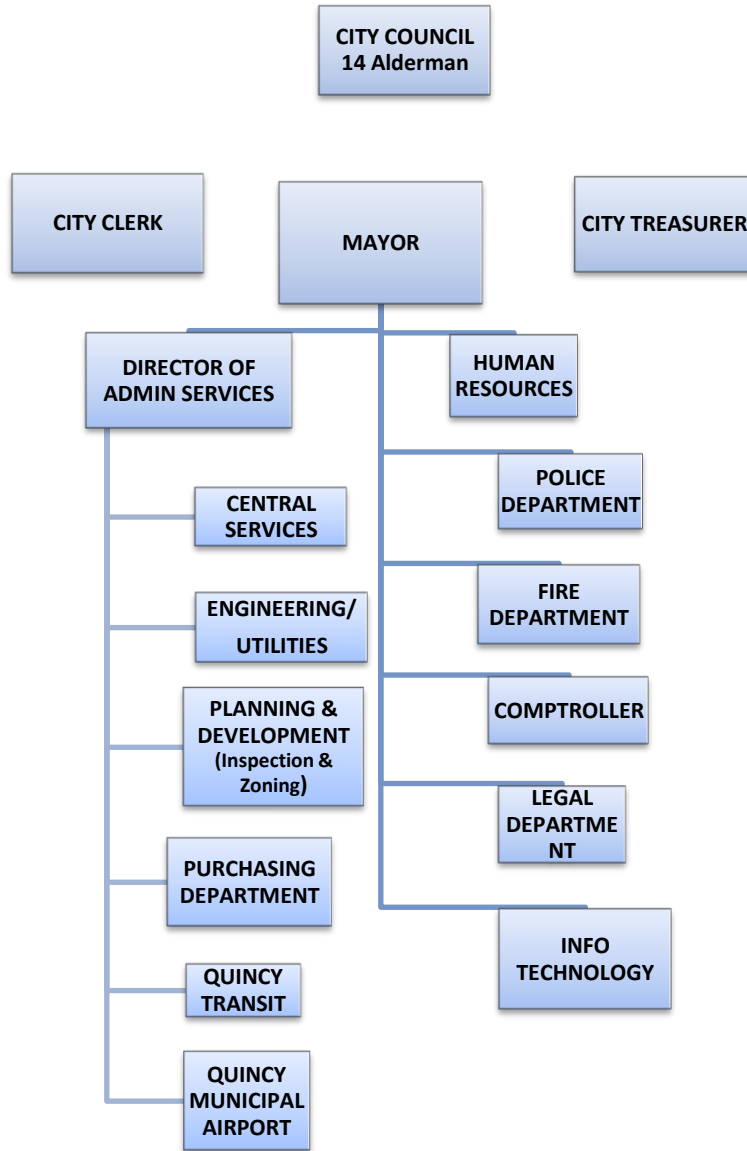 CITY COUNCIL
14 Alderman
CITY CLERK
MAYOR
CITY TREASURER
DIRECTOR OF
ADMIN SERVICES
HUMAN
RESOURCES
CENTRAL
SERVICES
POLICE
DEPARTMENT
ENGINEERING/
UTILITIES
FIRE
DEPARTMENT
PLANNING &
DEVELOPMENT
(Inspection &
Zoning)
COMPTROLLER
PURCHASING
DEPARTMENT
LEGAL
DEPARTME
NT
QUINCY
TRANSIT
INFO
TECHNOLOGY
QUINCY
MUNICIPAL
AIRPORT